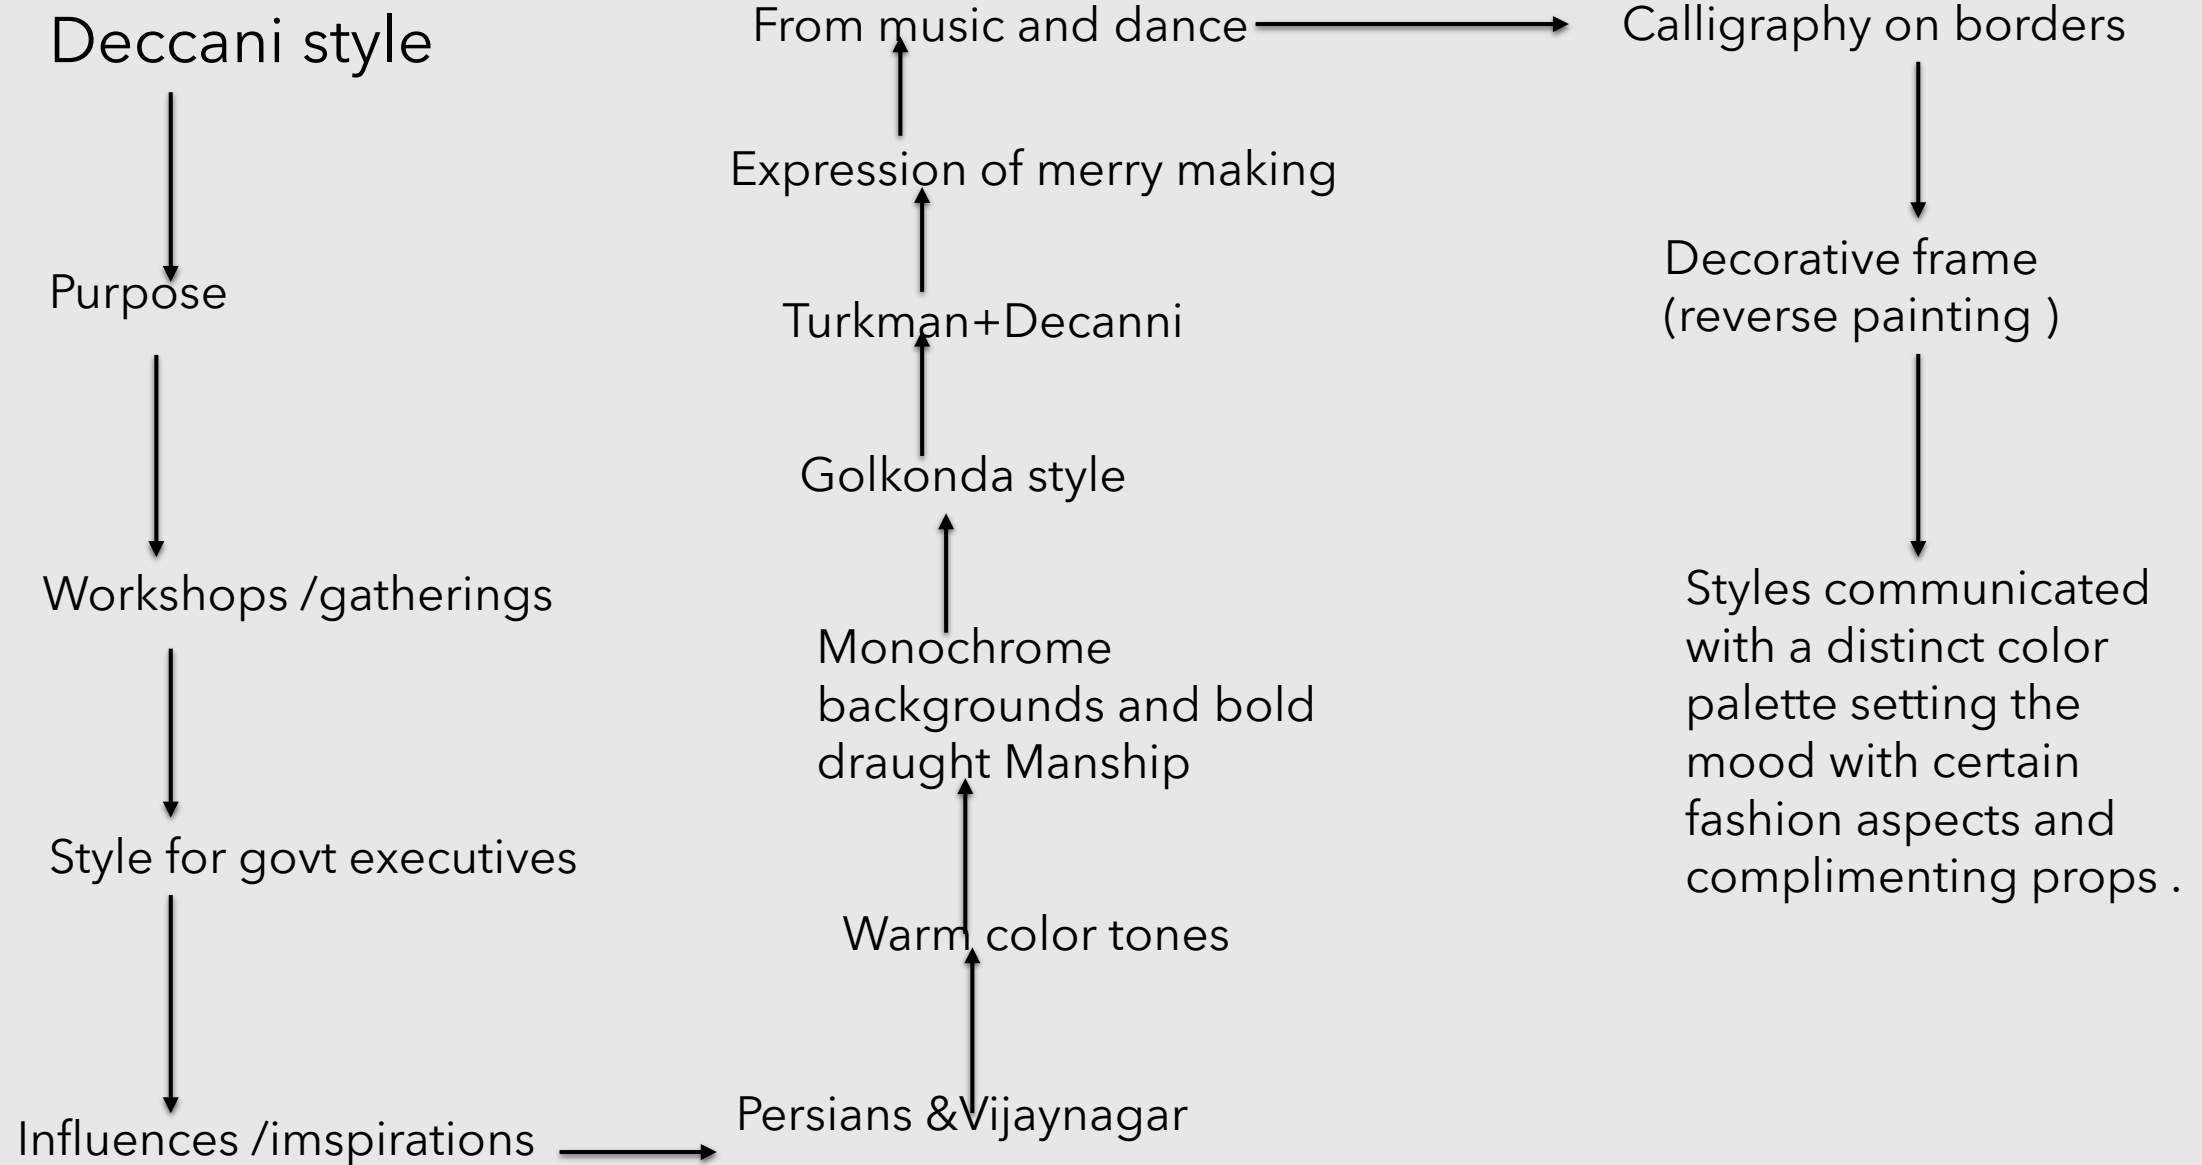 Deccani style
Purpose
Workshops /gatherings
Style for govt executives
Influences /imspirations
Persians &Vijaynagar
Warm color tones
Monochrome
backgrounds and bold
draught Manship
Golkonda style
Turkman+Decanni
Expression of merry making
From music and dance
Calligraphy on borders
Decorative frame
(reverse painting )
Styles communicated
with a distinct color
palette setting the
mood with certain
fashion aspects and
complimenting props .